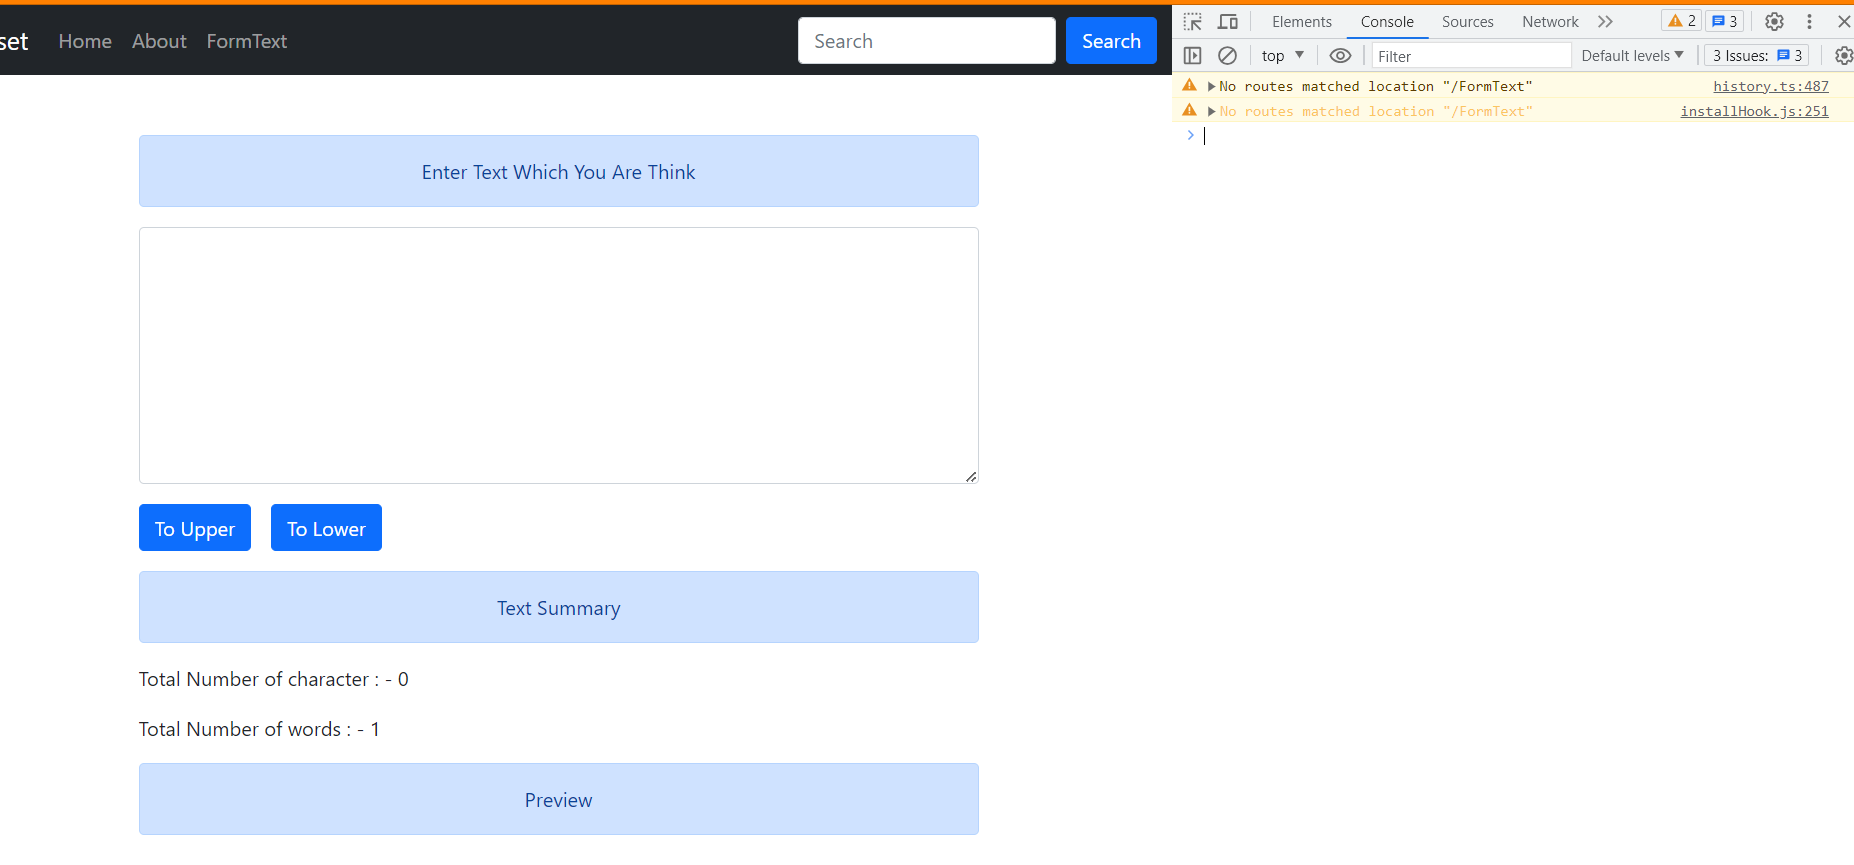 set Home About FormText Search Search
Enter Text Which You Are Think
To Upper To Lower
Text Summary
Total Number of character : - 0
Total Number of words : - 1
Preview
Elements Console Sources Network 2 3
top Filter Default levels 3 Issues: 3
No routes matched location "/FormText" history.ts:487
No routes matched location "/FormText" installHook.js:251